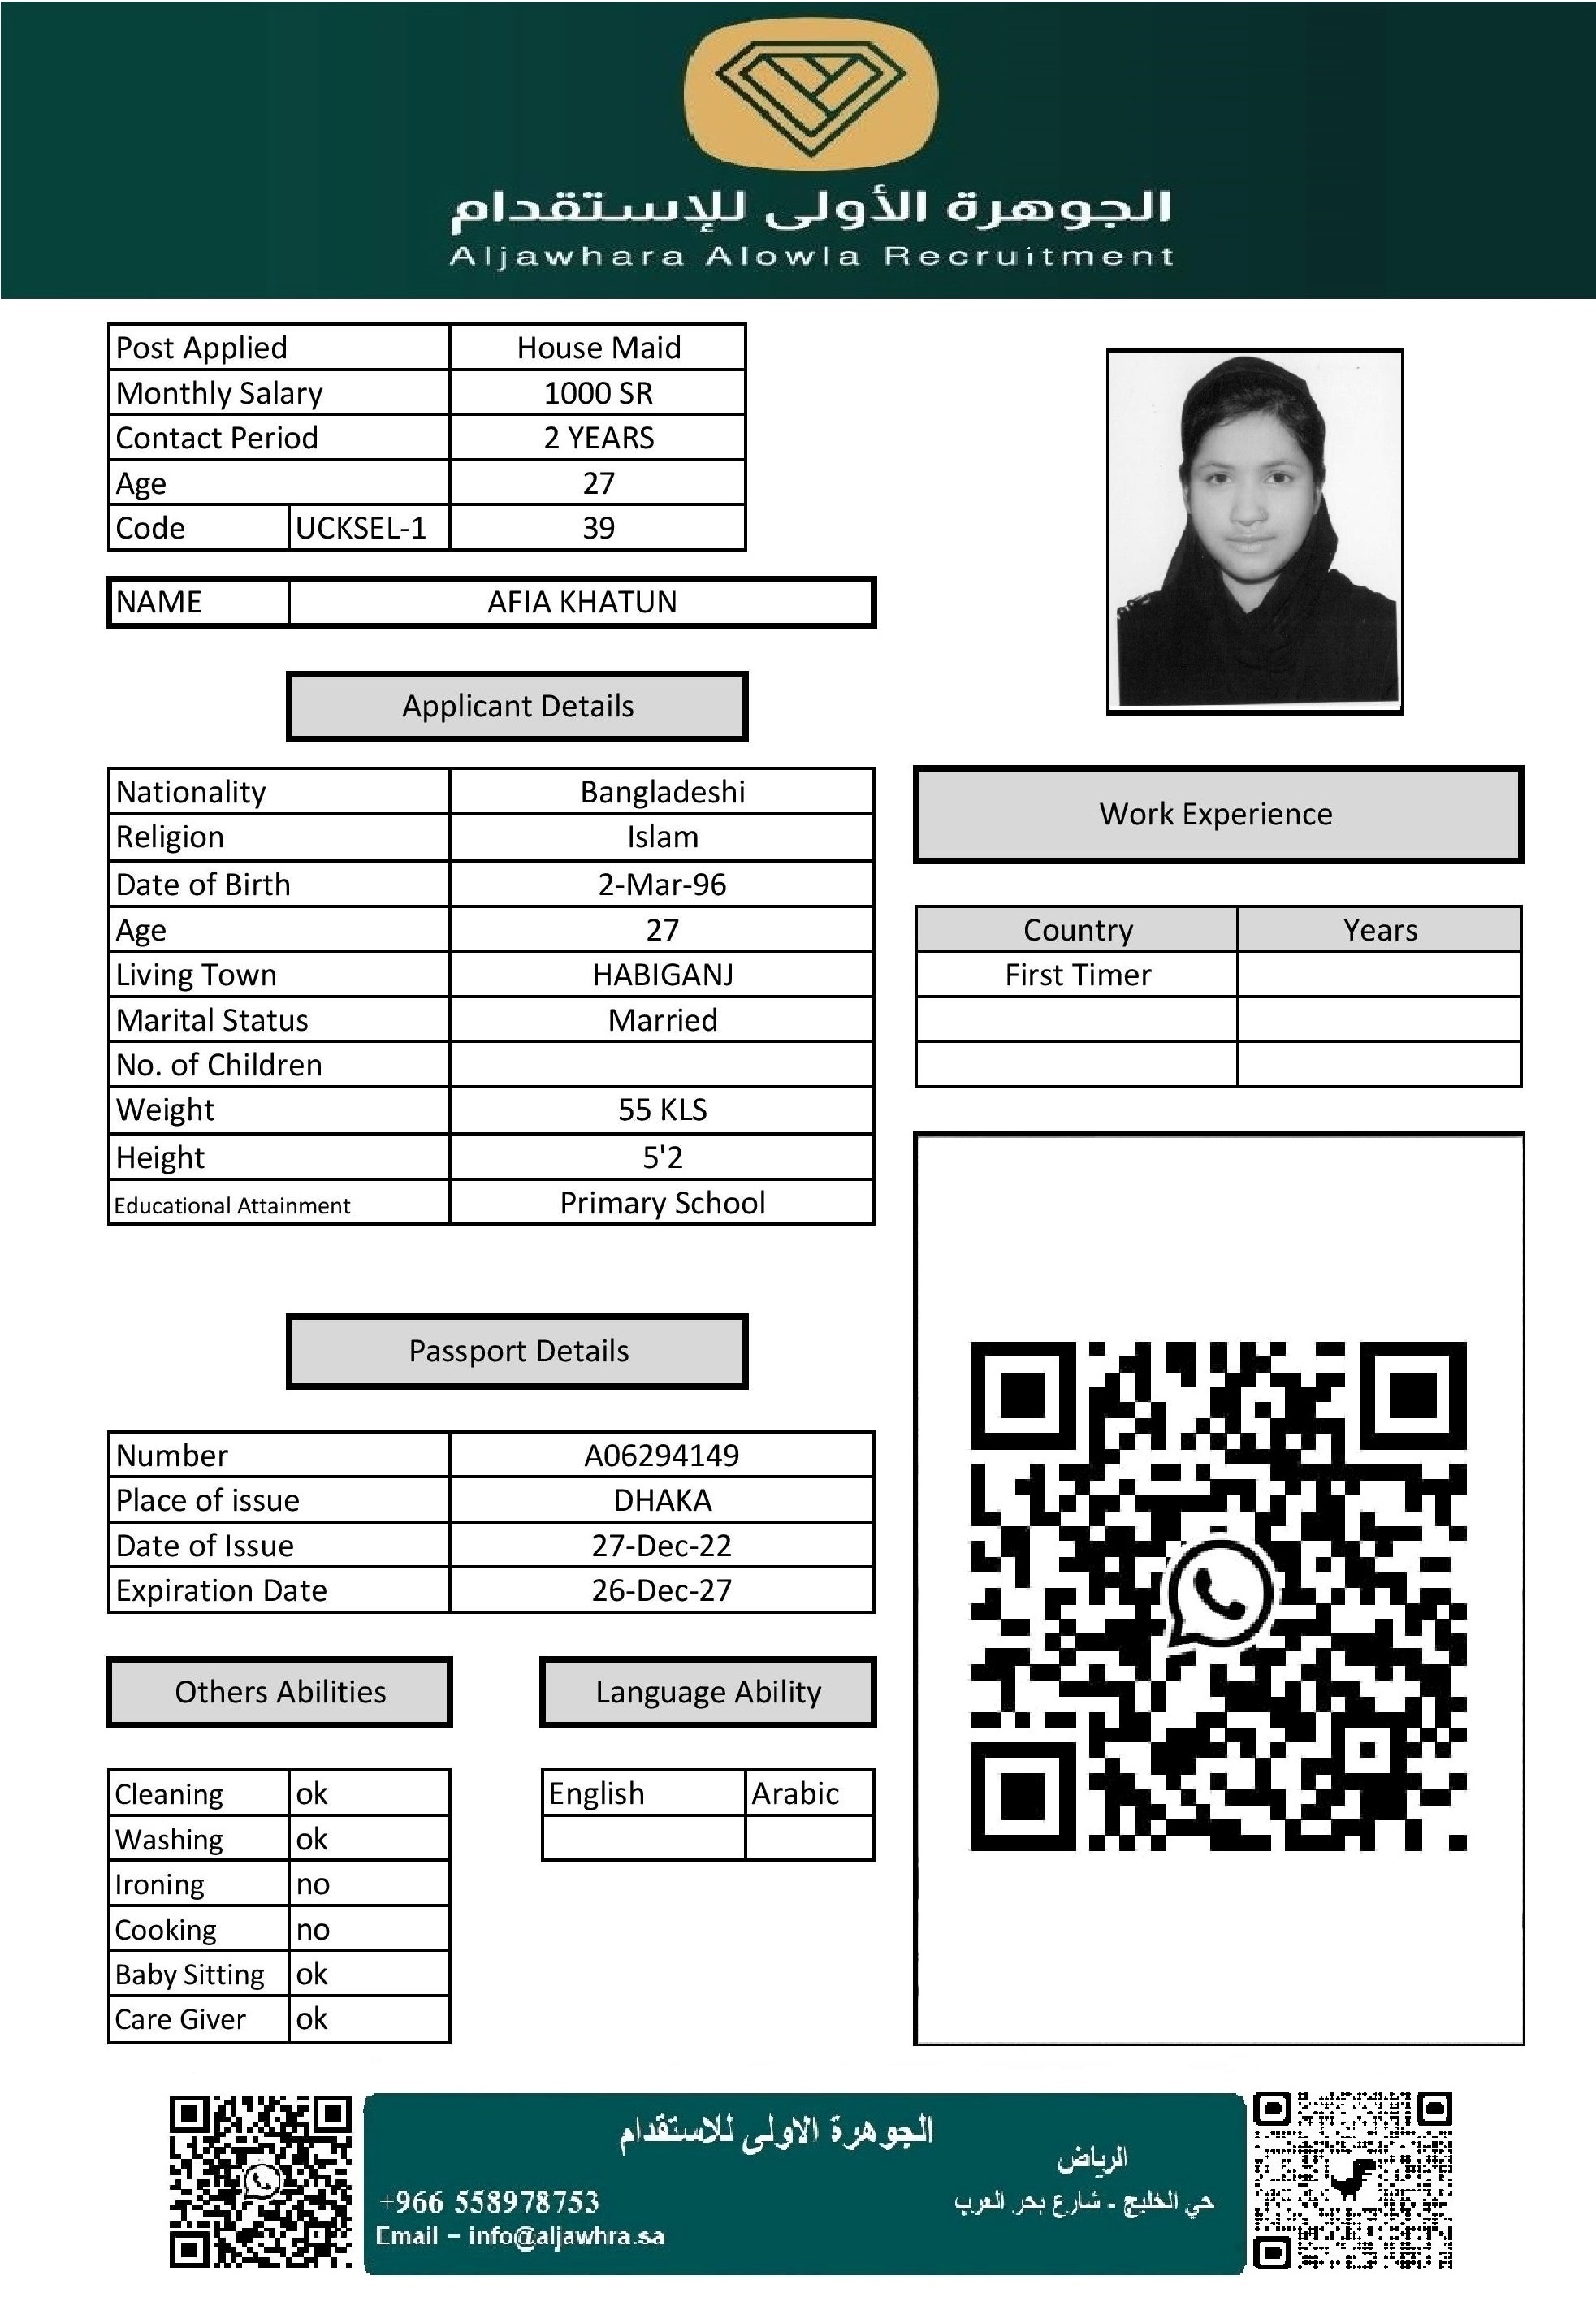 الجوهرة الأولى للإستقدام
Aljawhara Alowla Recruitment
Post Applied House Maid
Monthly Salary 1000 SR
Contact Period 2 YEARS
Age 27
Code UCKSEL-1 39
NAME AFIA KHATUN
Applicant Details
Nationality Bangladeshi
Religion Islam
Date of Birth 2-Mar-96
Age 27
Living Town HABIGANJ
Marital Status Married
No. of Children
Weight 55 KLS
Height 5'2
Educational Attainment Primary School
Work Experience
Country Years
First Timer
Passport Details
Number A06294149
Place of issue DHAKA
Date of Issue 27-Dec-22
Expiration Date 26-Dec-27
Others Abilities
Cleaning ok
Washing ok
Ironing no
Cooking no
Baby Sitting ok
Care Giver ok
Language Ability
English Arabic
الجوهرة الاولى للاستقدام
الرياض
حي الخليج - شارع بحر العرب
+966 558978753
Email – info@aljawhra.sa